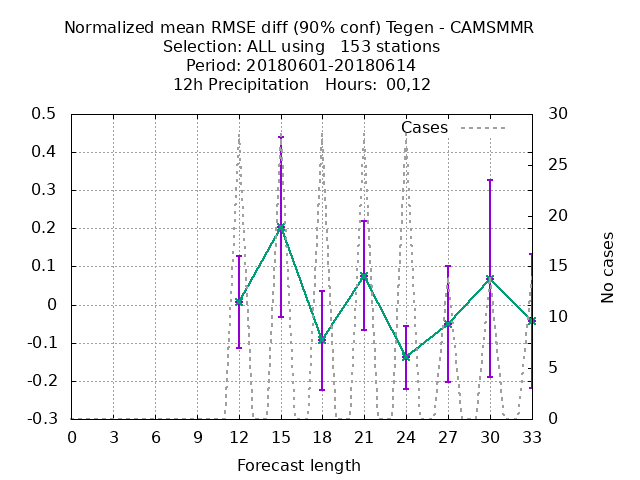 Normalized mean RMSE diff (90% conf) Tegen - CAMSMMR
Selection: ALL using   153 stations
Period: 20180601-20180614
12h Precipitation   Hours:  00,12
0.5
0.4
0.3
0.2
0.1
0
-0.1
-0.2
-0.3
Cases
30
25
20
15
10
5
0
No cases
0 3 6 9 12 15 18 21 24 27 30 33
Forecast length